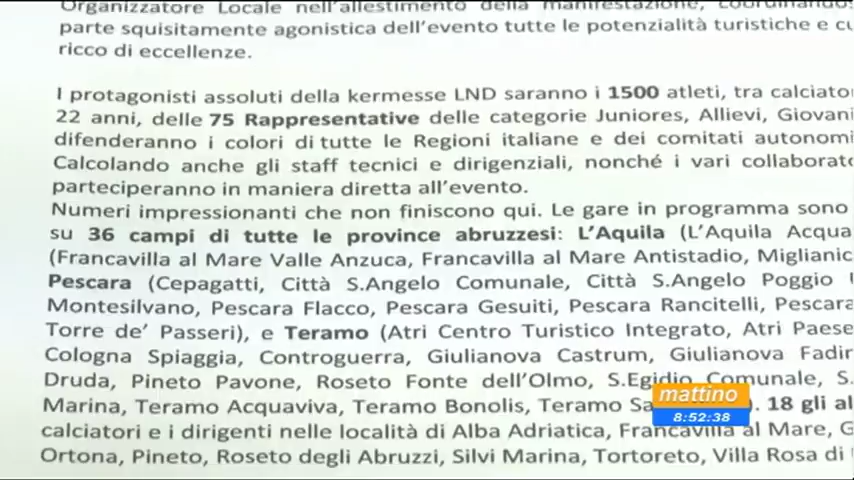 Organizzatore Locale nell'allestimento della manifestazione, coordinando
parte squisitamente agonistica dell'evento tutte le potenzialità turistiche e cu
ricco di eccellenze.
I protagonisti assoluti della kermesse LND saranno i 1500 atleti, tra calciator
22 anni, delle 75 Rappresentative delle categorie Juniores, Allievi, Giovani
difenderanno i colori di tutte le Regioni italiane e dei comitati autonomi
Calcolando anche gli staff tecnici e dirigenziali, nonché i vari collaborato
parteciperanno in maniera diretta all'evento.
Numeri impressionanti che non finiscono qui. Le gare in programma sono
su 36 campi di tutte le province abruzzesi: L'Aquila (L'Aquila Acqua
(Francavilla al Mare Valle Anzuca, Francavilla al Mare Antistadio, Miglianic
Pescara (Cepagatti, Città S.Angelo Comunale, Città S.Angelo Poggio
Montesilvano, Pescara Flacco, Pescara Gesuiti, Pescara Rancitelli, Pescara
Torre de' Passeri), e Teramo (Atri Centro Turistico Integrato, Atri Paese
Cologna Spiaggia, Controguerra, Giulianova Castrum, Giulianova Fadin
Druda, Pineto Pavone, Roseto Fonte dell'Olmo, S.Egidio Comunale, S.
Marina, Teramo Acquaviva, Teramo Bonolis, Teramo Sa ). 18 gli al
calciatori e i dirigenti nelle località di Alba Adriatica, Francavilla al Mare, G
Ortona, Pineto, Roseto degli Abruzzi, Silvi Marina, Tortoreto, Villa Rosa di
mattino
8:52:38